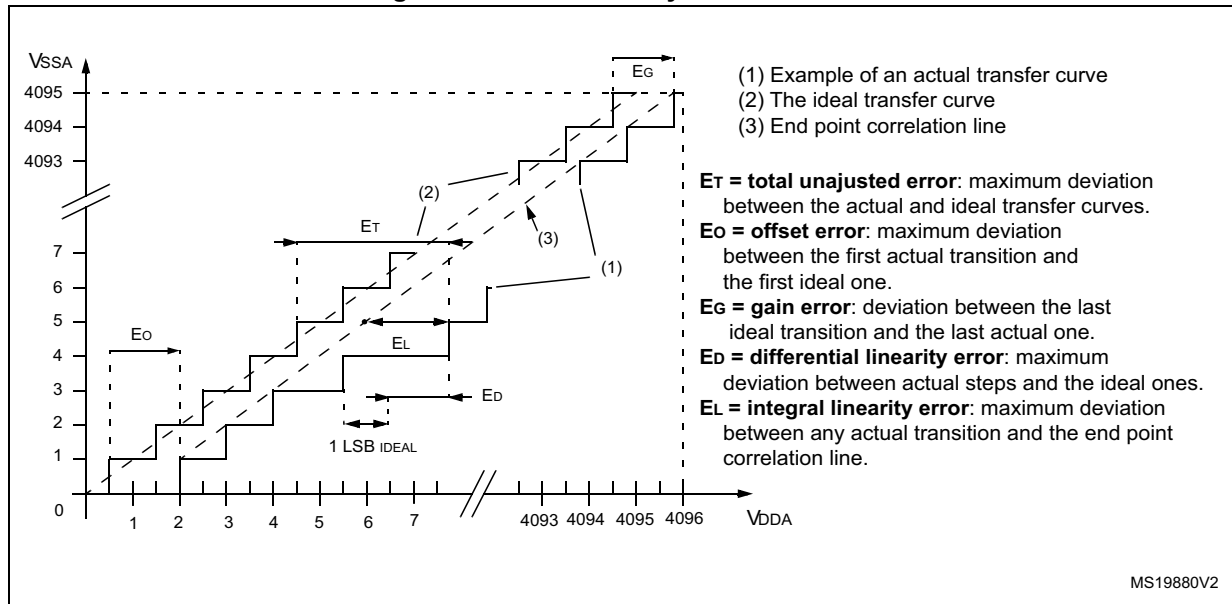 VSSA
4095
4094
4093
7
6
5
4
3
2
1
0
1 2 3 4 5 6 7 4093 4094 4095 4096
VDDA
EG
(2)
(3)
(1)
ET
EO
EL
ED
1 LSB IDEAL
(1) Example of an actual transfer curve
(2) The ideal transfer curve
(3) End point correlation line
ET = total unajusted error: maximum deviation
between the actual and ideal transfer curves.
EO = offset error: maximum deviation
between the first actual transition and
the first ideal one.
EG = gain error: deviation between the last
ideal transition and the last actual one.
ED = differential linearity error: maximum
deviation between actual steps and the ideal ones.
EL = integral linearity error: maximum deviation
between any actual transition and the end point
correlation line.
MS19880V2